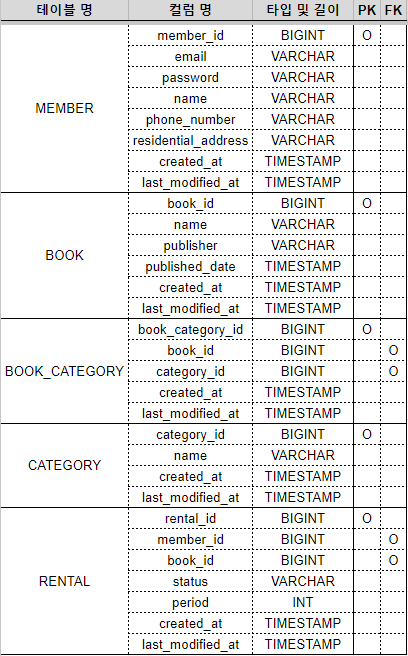 테이블 명 컬럼 명 타입 및 길이 PK FK
MEMBER member_id BIGINT O
email VARCHAR
password VARCHAR
name VARCHAR
phone_number VARCHAR
residential_address VARCHAR
created_at TIMESTAMP
last_modified_at TIMESTAMP
BOOK book_id BIGINT O
name VARCHAR
publisher VARCHAR
published_date TIMESTAMP
created_at TIMESTAMP
last_modified_at TIMESTAMP
BOOK_CATEGORY book_category_id BIGINT O
book_id BIGINT O
category_id BIGINT O
created_at TIMESTAMP
last_modified_at TIMESTAMP
CATEGORY category_id BIGINT O
name VARCHAR
created_at TIMESTAMP
last_modified_at TIMESTAMP
RENTAL rental_id BIGINT O
member_id BIGINT O
book_id BIGINT O
status VARCHAR
period INT
created_at TIMESTAMP
last_modified_at TIMESTAMP